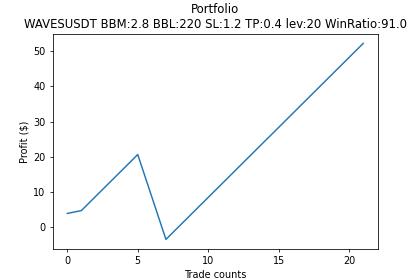 Portfolio
WAVESUSDT BBM:2.8 BBL:220 SL:1.2 TP:0.4 lev:20 WinRatio:91.0
50
40
30
20
10
0
Profit ($)
0 5 10 15 20
Trade counts